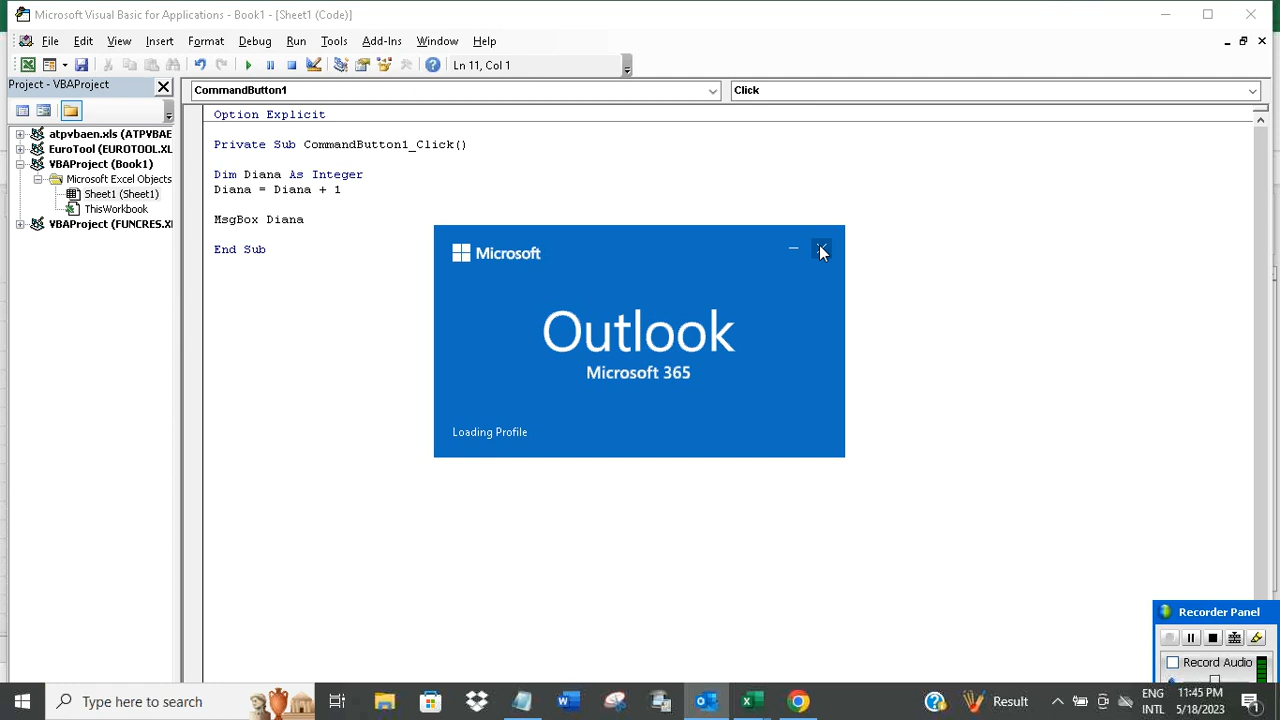 Microsoft Visual Basic for Applications - Book1 - [Sheet1 (Code)]
File Edit View Insert Format Debug Run Tools Add-Ins Window Help
Ln 11, Col 1
Project - VBAProject
CommandButton1
Click
atpvbaen.xls (ATPVBAE
EuroTool (EUROTOOL.XL
VBAProject (Book1)
Microsoft Excel Objects
Sheet1 (Sheet1)
ThisWorkbook
VBAProject (FUNCRES.XL
Option Explicit
Private Sub CommandButton1_Click()
Dim Diana As Integer
Diana = Diana + 1
MsgBox Diana
End Sub
Microsoft
Outlook
Microsoft 365
Loading Profile
Recorder Panel
Record Audio
Type here to search
Result
ENG
INTL
11:45 PM
5/18/2023
1